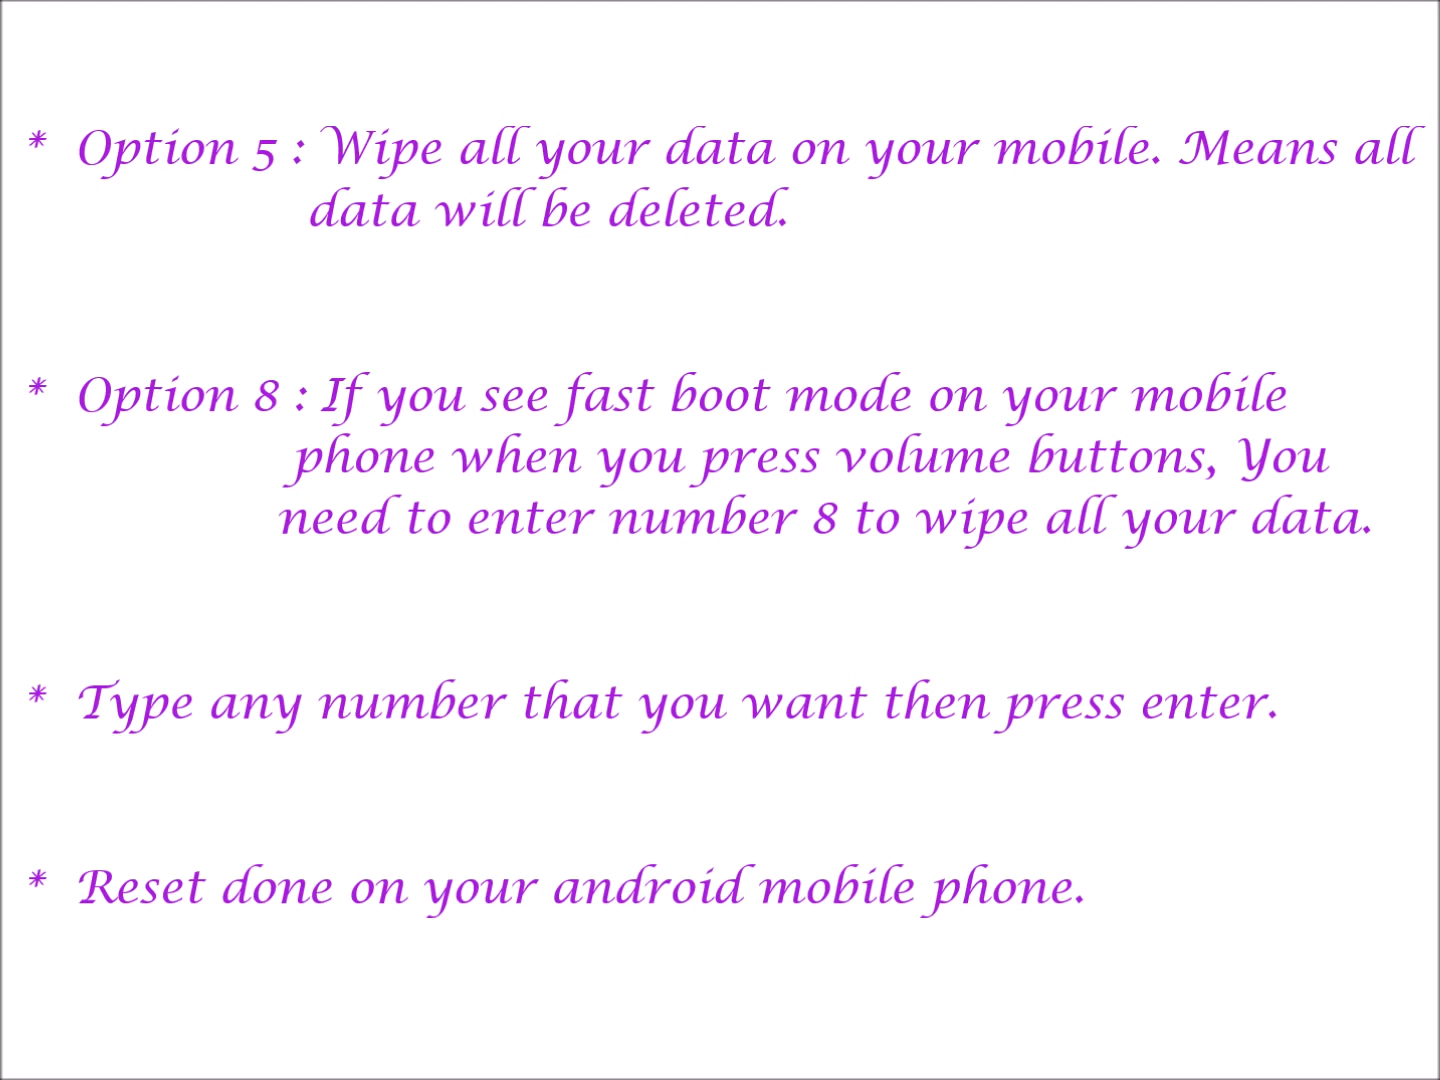 * Option 5 : Wipe all your data on your mobile. Means all
data will be deleted.
* Option 8 : If you see fast boot mode on your mobile
phone when you press volume buttons, You
need to enter number 8 to wipe all your data.
* Type any number that you want then press enter.
* Reset done on your android mobile phone.